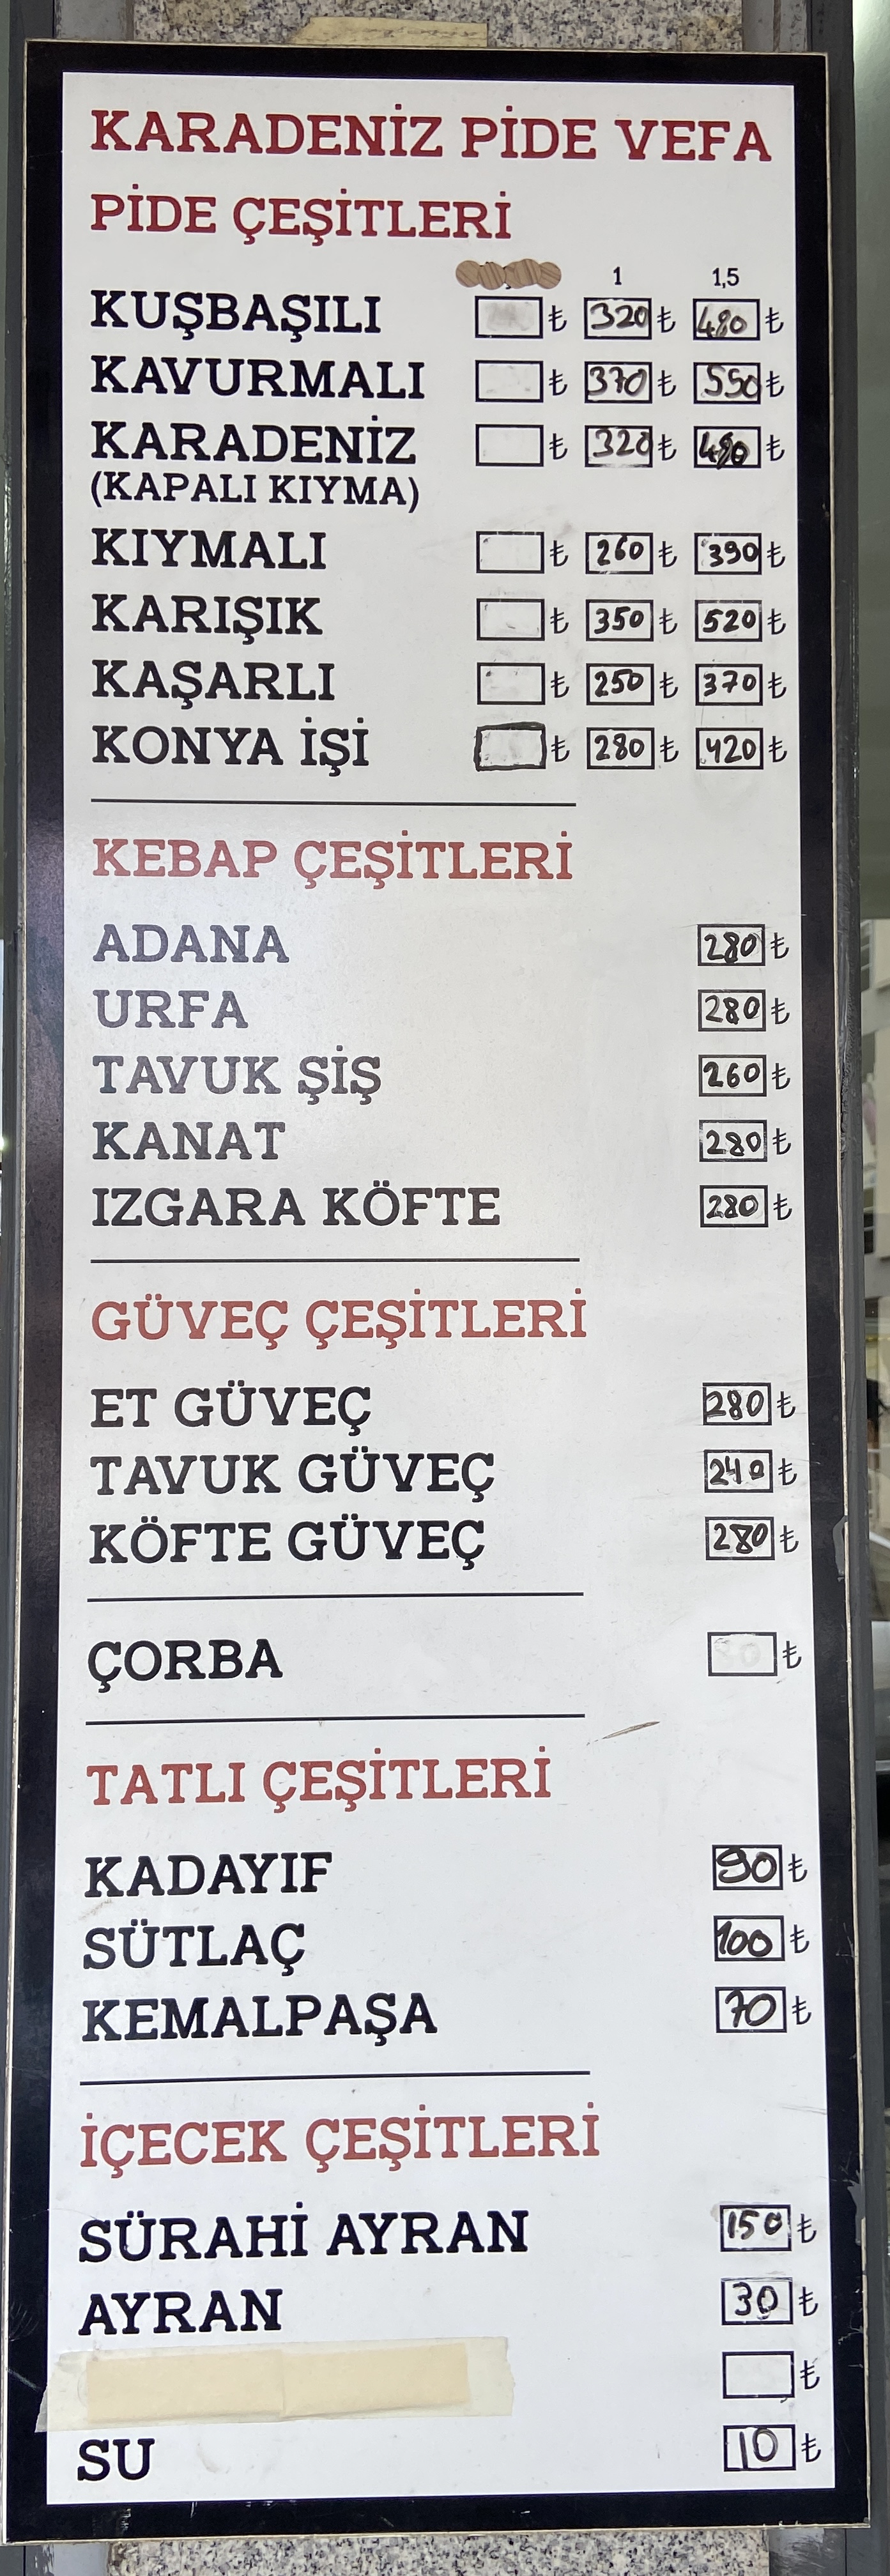 KARADENİZ PİDE VEFA
PİDE ÇEŞİTLERİ
1 1,5
KUŞBAŞILI ₺ 320 ₺ 480 ₺
KAVURMALI ₺ 370 ₺ 550 ₺
KARADENİZ ₺ 320 ₺ 480 ₺
(KAPALI KIYMA)
KIYMALI ₺ 260 ₺ 390 ₺
KARIŞIK ₺ 350 ₺ 520 ₺
KAŞARLI ₺ 250 ₺ 370 ₺
KONYA İŞİ ₺ 280 ₺ 420 ₺
KEBAP ÇEŞİTLERİ
ADANA 280 ₺
URFA 280 ₺
TAVUK ŞİŞ 260 ₺
KANAT 280 ₺
IZGARA KÖFTE 280 ₺
GÜVEÇ ÇEŞİTLERİ
ET GÜVEÇ 280 ₺
TAVUK GÜVEÇ 240 ₺
KÖFTE GÜVEÇ 280 ₺
ÇORBA ₺
TATLI ÇEŞİTLERİ
KADAYIF 90 ₺
SÜTLAÇ 100 ₺
KEMALPAŞA 70 ₺
İÇECEK ÇEŞİTLERİ
SÜRAHİ AYRAN 150 ₺
AYRAN 30 ₺
₺
SU 10 ₺